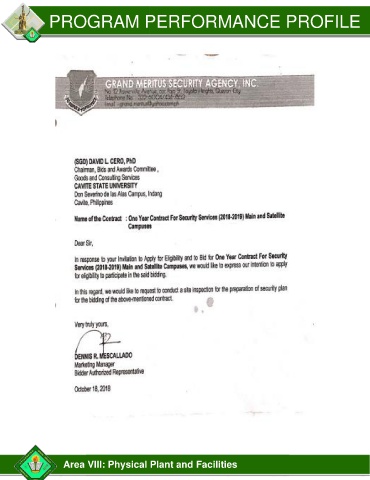 PROGRAM PERFORMANCE PROFILE
GRAND MERITUS SECURITY AGENCY, INC.
(SGD) DAVID L. CERO, PhD
Chairman, Bids and Awards Committee ,
Goods and Consulting Services
CAVITE STATE UNIVERSITY
Don Severino de las Alas Campus, Indang
Cavite, Philippines
Name of the Contract : One Year Contract For Security Services (2018-2019) Main and Satellite
Campuses
Dear Sir,
In response to your Invitation to Apply for Eligibility and to Bid for One Year Contract For Security
Services (2018-2019) Main and Satellite Campuses, we would like to express our intention to apply
for eligibility to participate in the said bidding.
In this regard, we would like to request to conduct a site inspection for the preparation of security plan
for the bidding of the above-mentioned contract.
Very truly yours,
DENNIS R. MESCALLADO
Marketing Manager
Bidder Authorized Representative
October 18, 2018
Area VIII: Physical Plant and Facilities